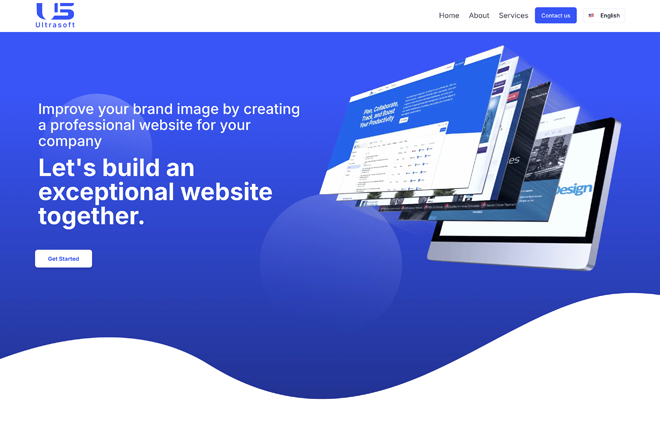 US
Ultrasoft
Home About Services Contact us English
Improve your brand image by creating
a professional website for your
company
Let's build an
exceptional website
together.
Get Started
Plan, Collaborate,
Track, and Boost
Your Productivity
Design